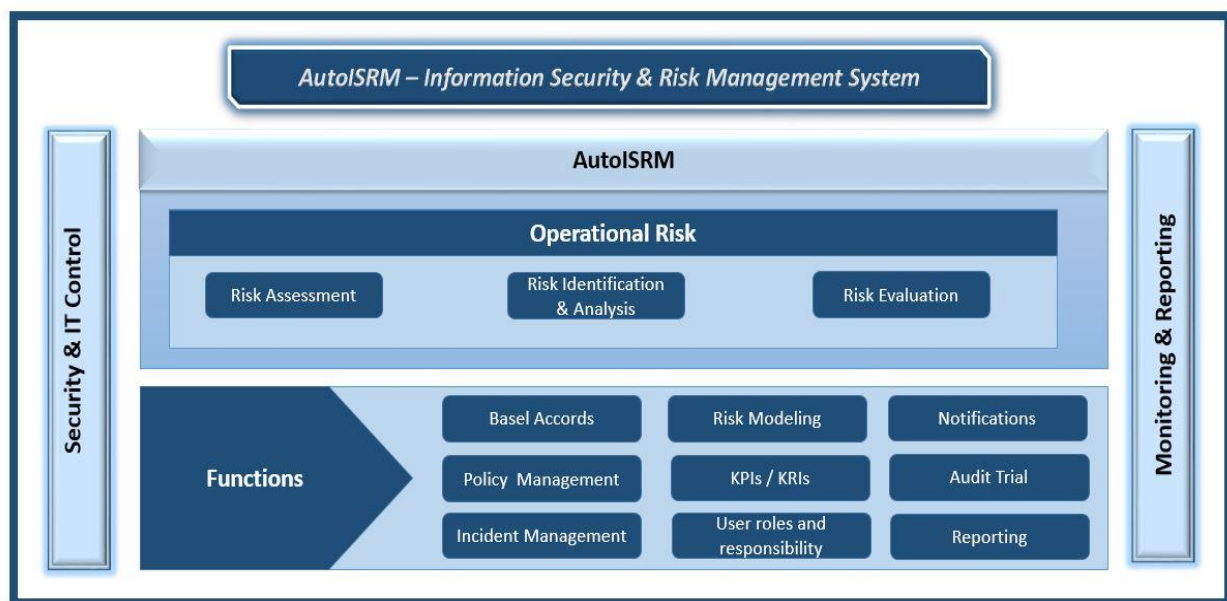 AutoISRM – Information Security & Risk Management System
Security & IT Control
AutoISRM
Operational Risk
Risk Assessment
Risk Identification
& Analysis
Risk Evaluation
Functions
Basel Accords
Risk Modeling
Notifications
Policy Management
KPIs / KRIs
Audit Trial
Incident Management
User roles and
responsibility
Reporting
Monitoring & Reporting